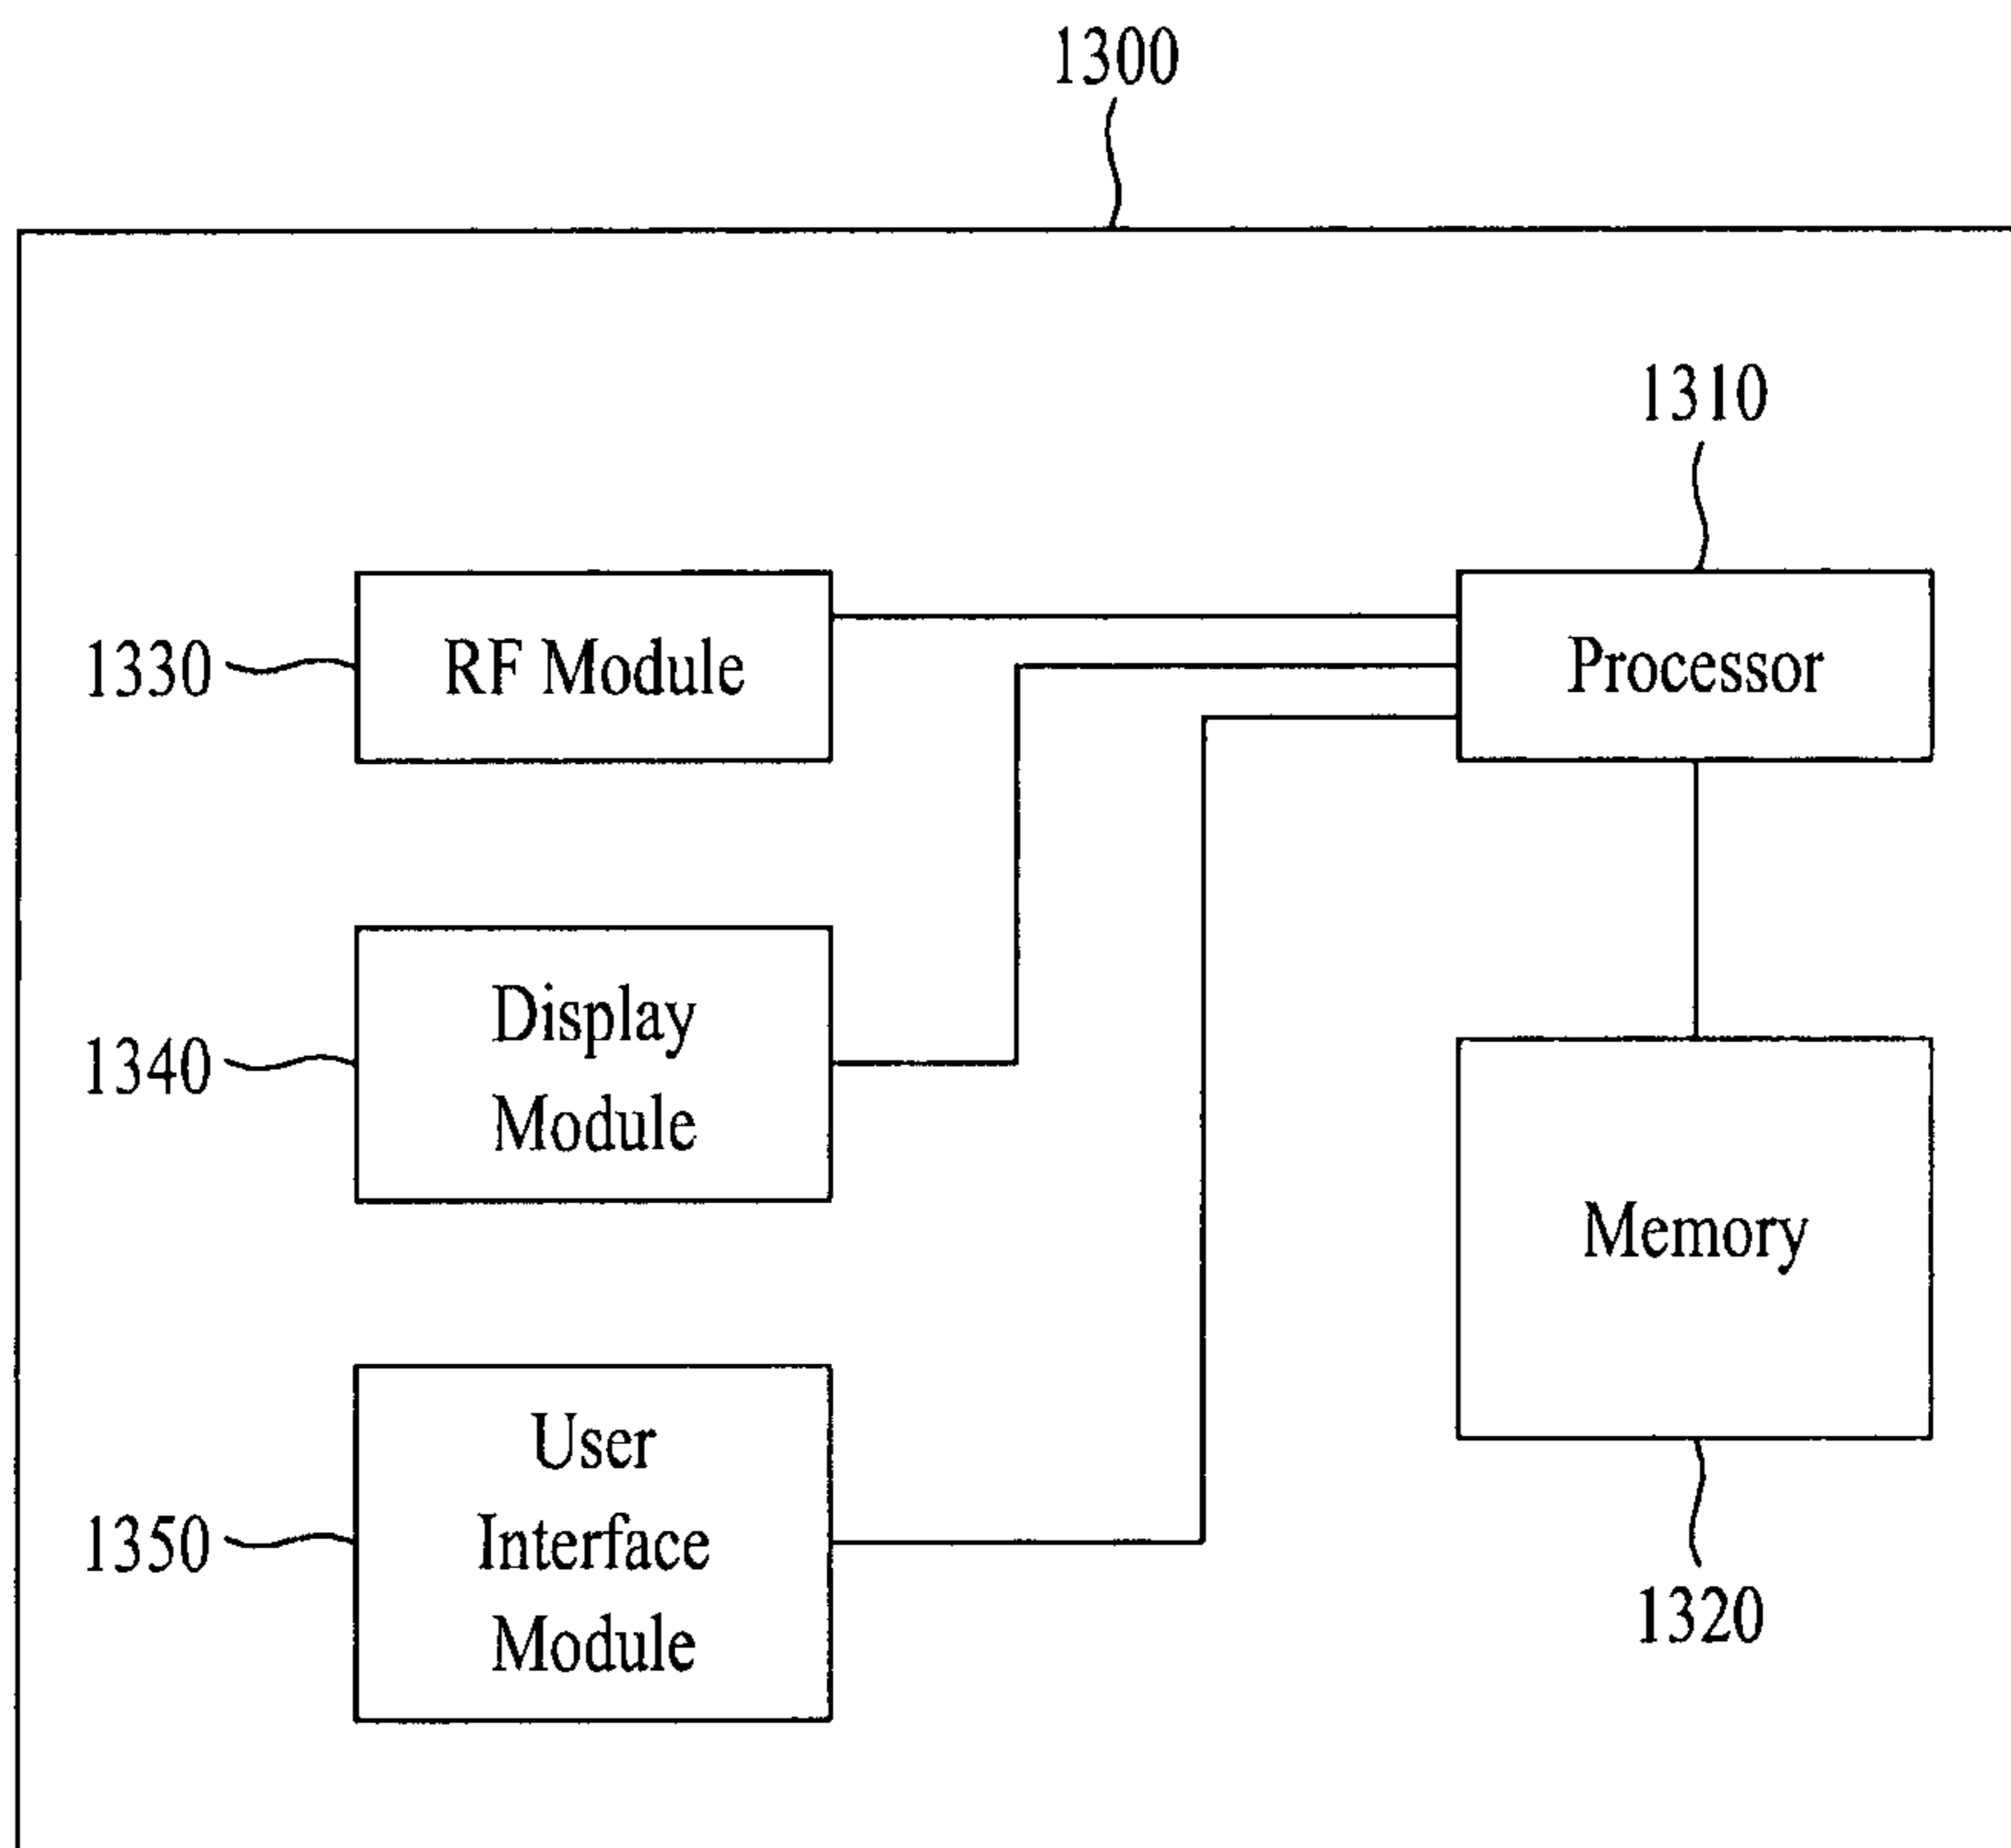 1300
1310
1330
RF Module
Processor
1340
Display
Module
Memory
1350
User
Interface
Module
1320